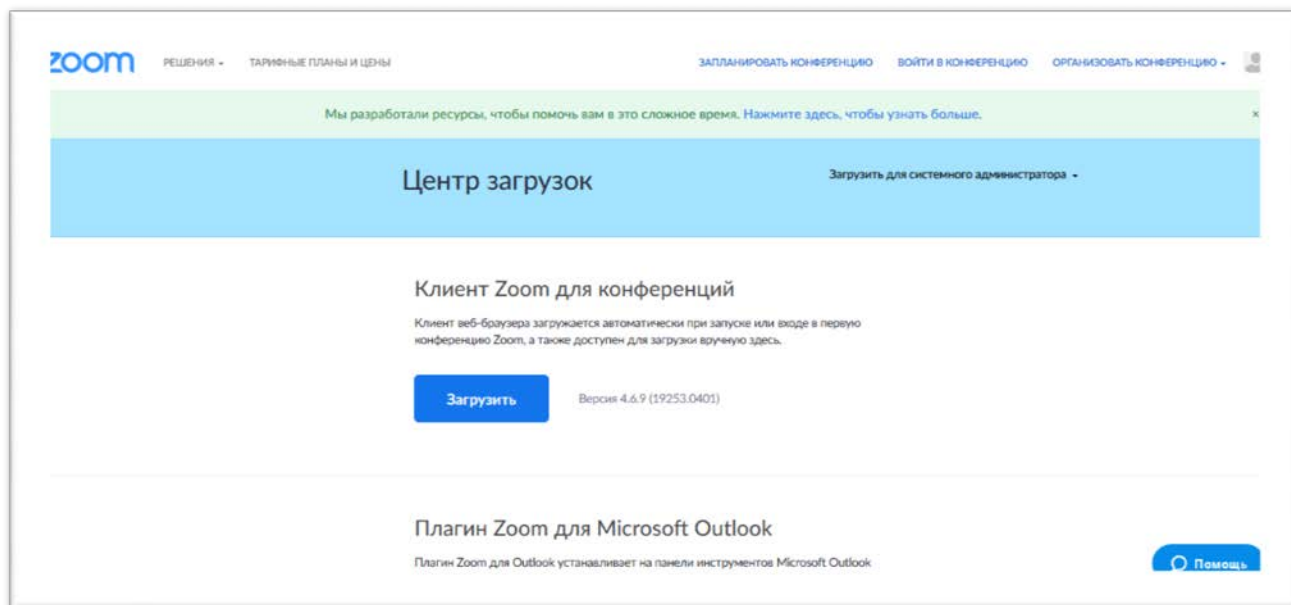 zoom РЕШЕНИЯ ТАРИФНЫЕ ПЛАНЫ И ЦЕНЫ ЗАПЛАНИРОВАТЬ КОНФЕРЕНЦИЮ ВОЙТИ В КОНФЕРЕНЦИЮ ОРГАНИЗОВАТЬ КОНФЕРЕНЦИЮ
Мы разработали ресурсы, чтобы помочь вам в это сложное время. Нажмите здесь, чтобы узнать больше. ×
Центр загрузок
Загрузить для системного администратора
Клиент Zoom для конференций
Клиент веб-браузера загружается автоматически при запуске или входе в первую
конференцию Zoom, а также доступен для загрузки вручную здесь.
Загрузить Версия 4.6.9 (19253.0401)
Плагин Zoom для Microsoft Outlook
Плагин Zoom для Outlook устанавливает на панели инструментов Microsoft Outlook
Помощь